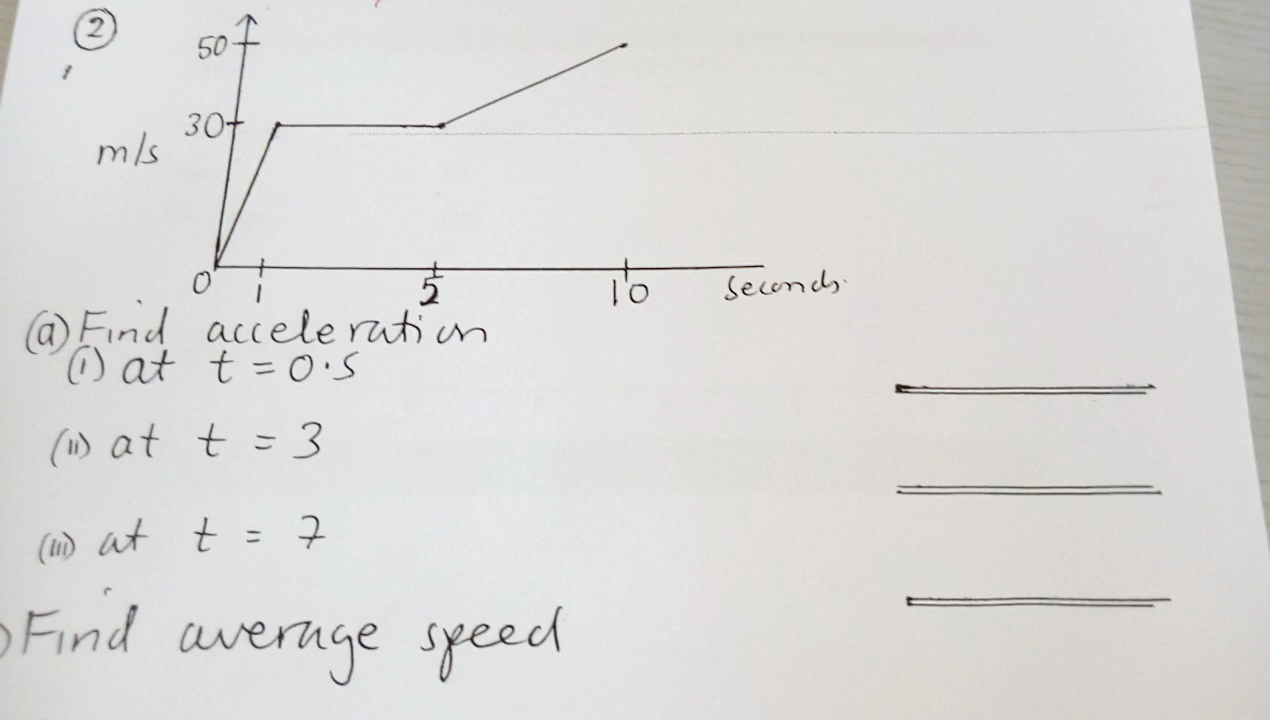 ②
50
30
m/s
0 1 5 10 seconds.
(a) Find acceleration
(i) at t = 0.5
(ii) at t = 3
(iii) at t = 7
) Find average speed